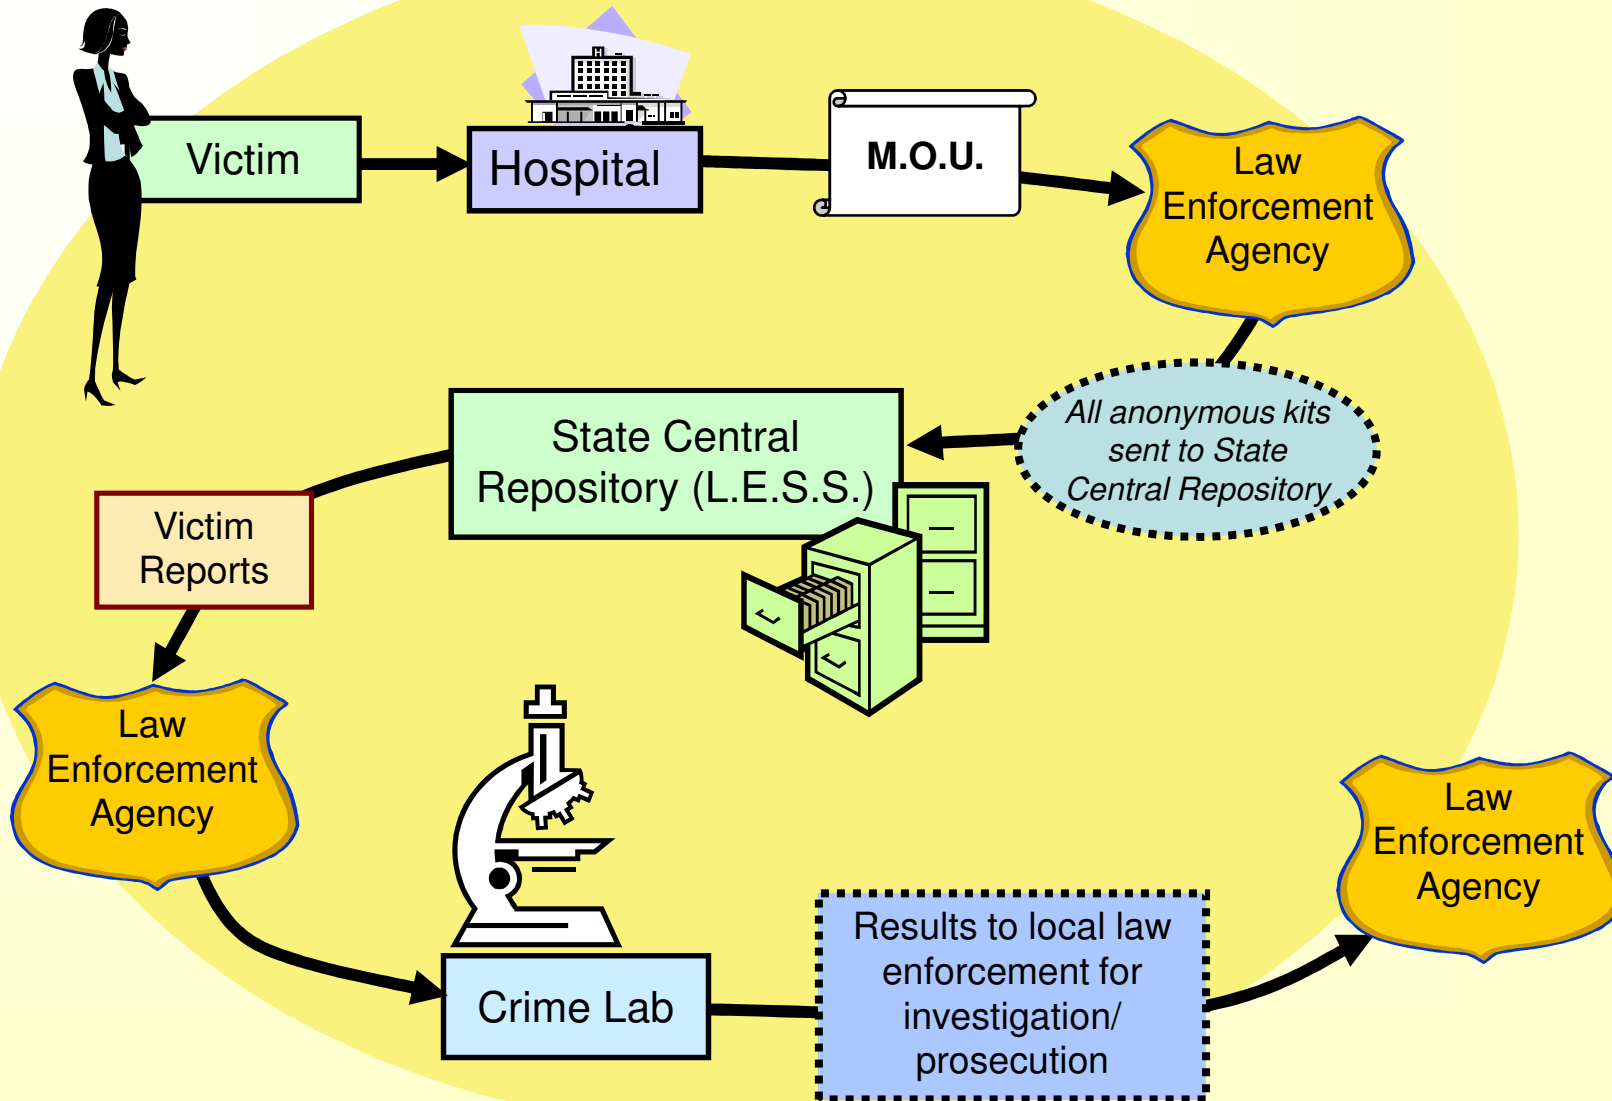 Victim
Hospital
M.O.U.
Law
Enforcement
Agency
All anonymous kits
sent to State
Central Repository
State Central
Repository (L.E.S.S.)
Victim
Reports
Law
Enforcement
Agency
Crime Lab
Results to local law
enforcement for
investigation/
prosecution
Law
Enforcement
Agency